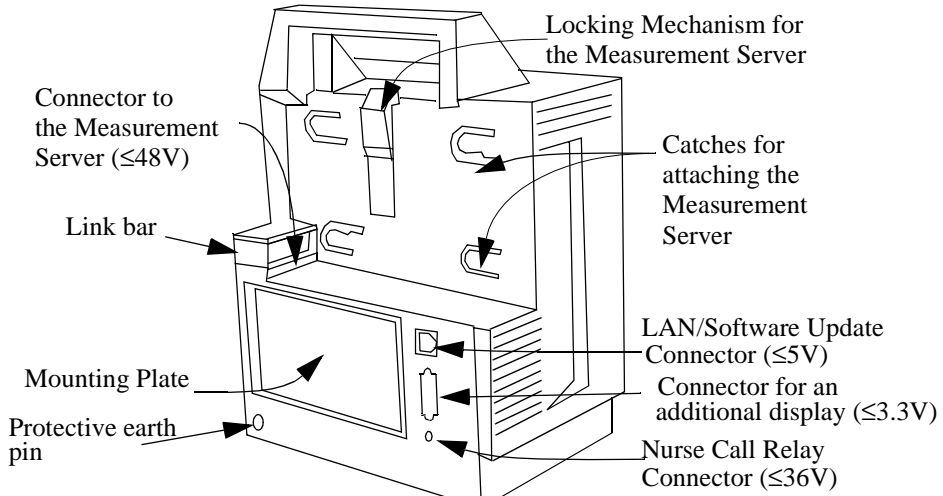 Locking Mechanism for
the Measurement Server
Connector to
the Measurement
Server (≤48V)
Catches for
attaching the
Measurement
Server
Link bar
LAN/Software Update
Connector (≤5V)
Mounting Plate
Connector for an
additional display (≤3.3V)
Protective earth
pin
Nurse Call Relay
Connector (≤36V)